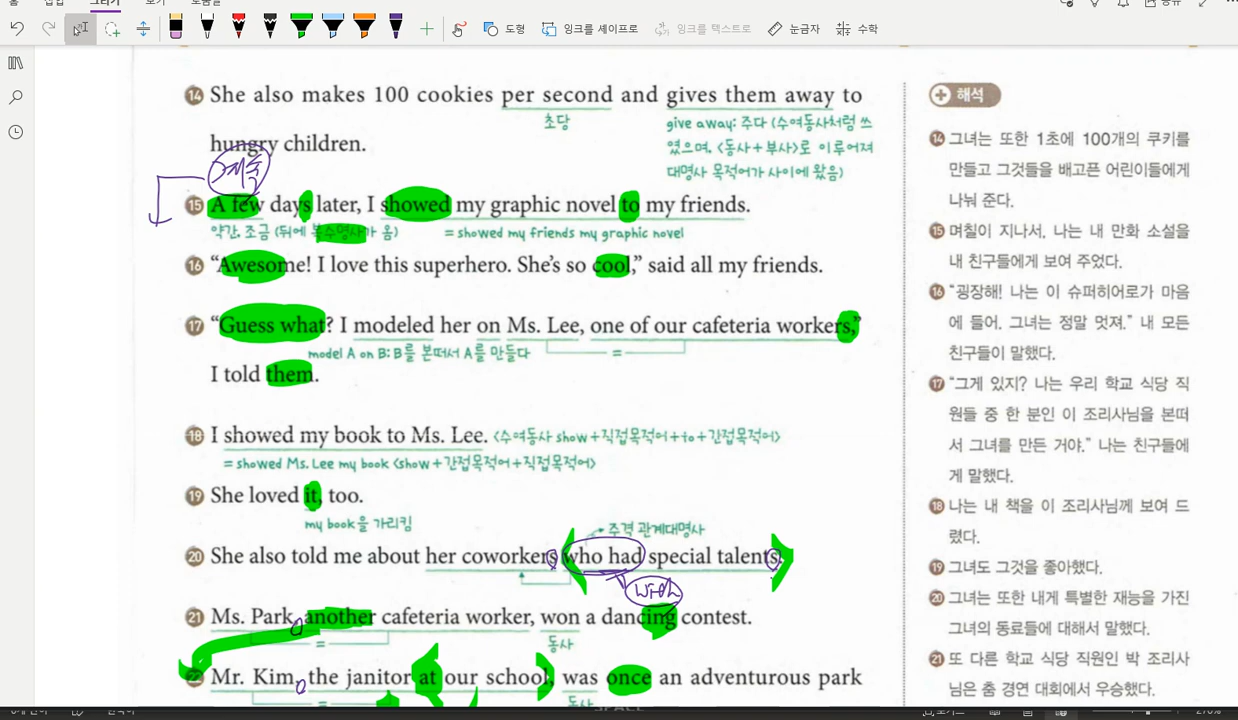 잉크를 셰이프로
잉크를 텍스트로
눈금자
수학
도형
⑭ She also makes 100 cookies per second and gives them away to
초당
give away: 주다 (수여동사처럼 쓰
였으며, <동사+부사>로 이루어져
대명사 목적어가 사이에 왔음)
hungry children.
⑮ A few days later, I showed my graphic novel to my friends.
약간, 조금 (뒤에 복수명사가 옴)
= showed my friends my graphic novel
⑯ “Awesome! I love this superhero. She’s so cool,” said all my friends.
⑰ “Guess what? I modeled her on Ms. Lee, one of our cafeteria workers,”
model A on B: B를 본떠서 A를 만들다
=
I told them.
⑱ I showed my book to Ms. Lee. <수여동사 show+직접목적어+to+간접목적어>
= showed Ms. Lee my book <show+간접목적어+직접목적어>
⑲ She loved it, too.
my book을 가리킴
주격 관계대명사
⑳ She also told me about her coworkers who had special talents.
with
㉑ Ms. Park, another cafeteria worker, won a dancing contest.
=
동사
Mr. Kim, the janitor at our school, was once an adventurous park
=
동사
해석
⑭ 그녀는 또한 1초에 100개의 쿠키를
만들고 그것들을 배고픈 어린이들에게
나눠 준다.
⑮ 며칠이 지나서, 나는 내 만화 소설을
내 친구들에게 보여 주었다.
⑯ “굉장해! 나는 이 슈퍼히어로가 마음
에 들어. 그녀는 정말 멋져.” 내 모든
친구들이 말했다.
⑰ “그게 있지? 나는 우리 학교 식당 직
원들 중 한 분인 이 조리사님을 본떠
서 그녀를 만든 거야.” 나는 친구들에
게 말했다.
⑱ 나는 내 책을 이 조리사님께 보여 드
렸다.
⑲ 그녀도 그것을 좋아했다.
⑳ 그녀는 또한 내게 특별한 재능을 가진
그녀의 동료들에 대해서 말했다.
㉑ 또 다른 학교 식당 직원인 박 조리사
님은 춤 경연 대회에서 우승했다.